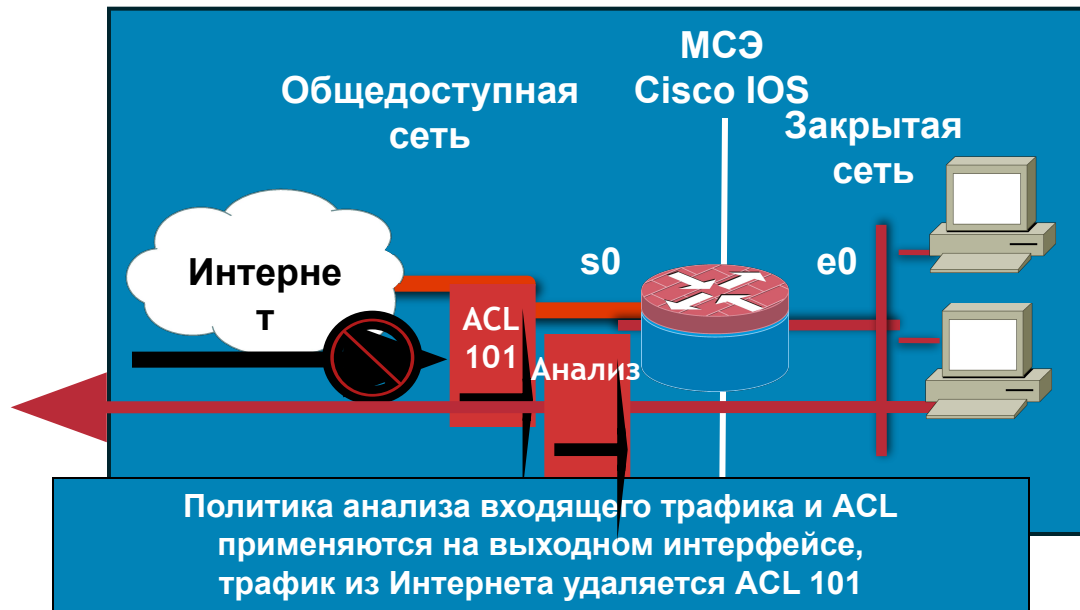 МСЭ
Cisco IOS
Общедоступная
сеть
Закрытая
сеть
Интерне
т
s0
e0
ACL
101
Анализ
Политика анализа входящего трафика и ACL
применяются на выходном интерфейсе,
трафик из Интернета удаляется ACL 101